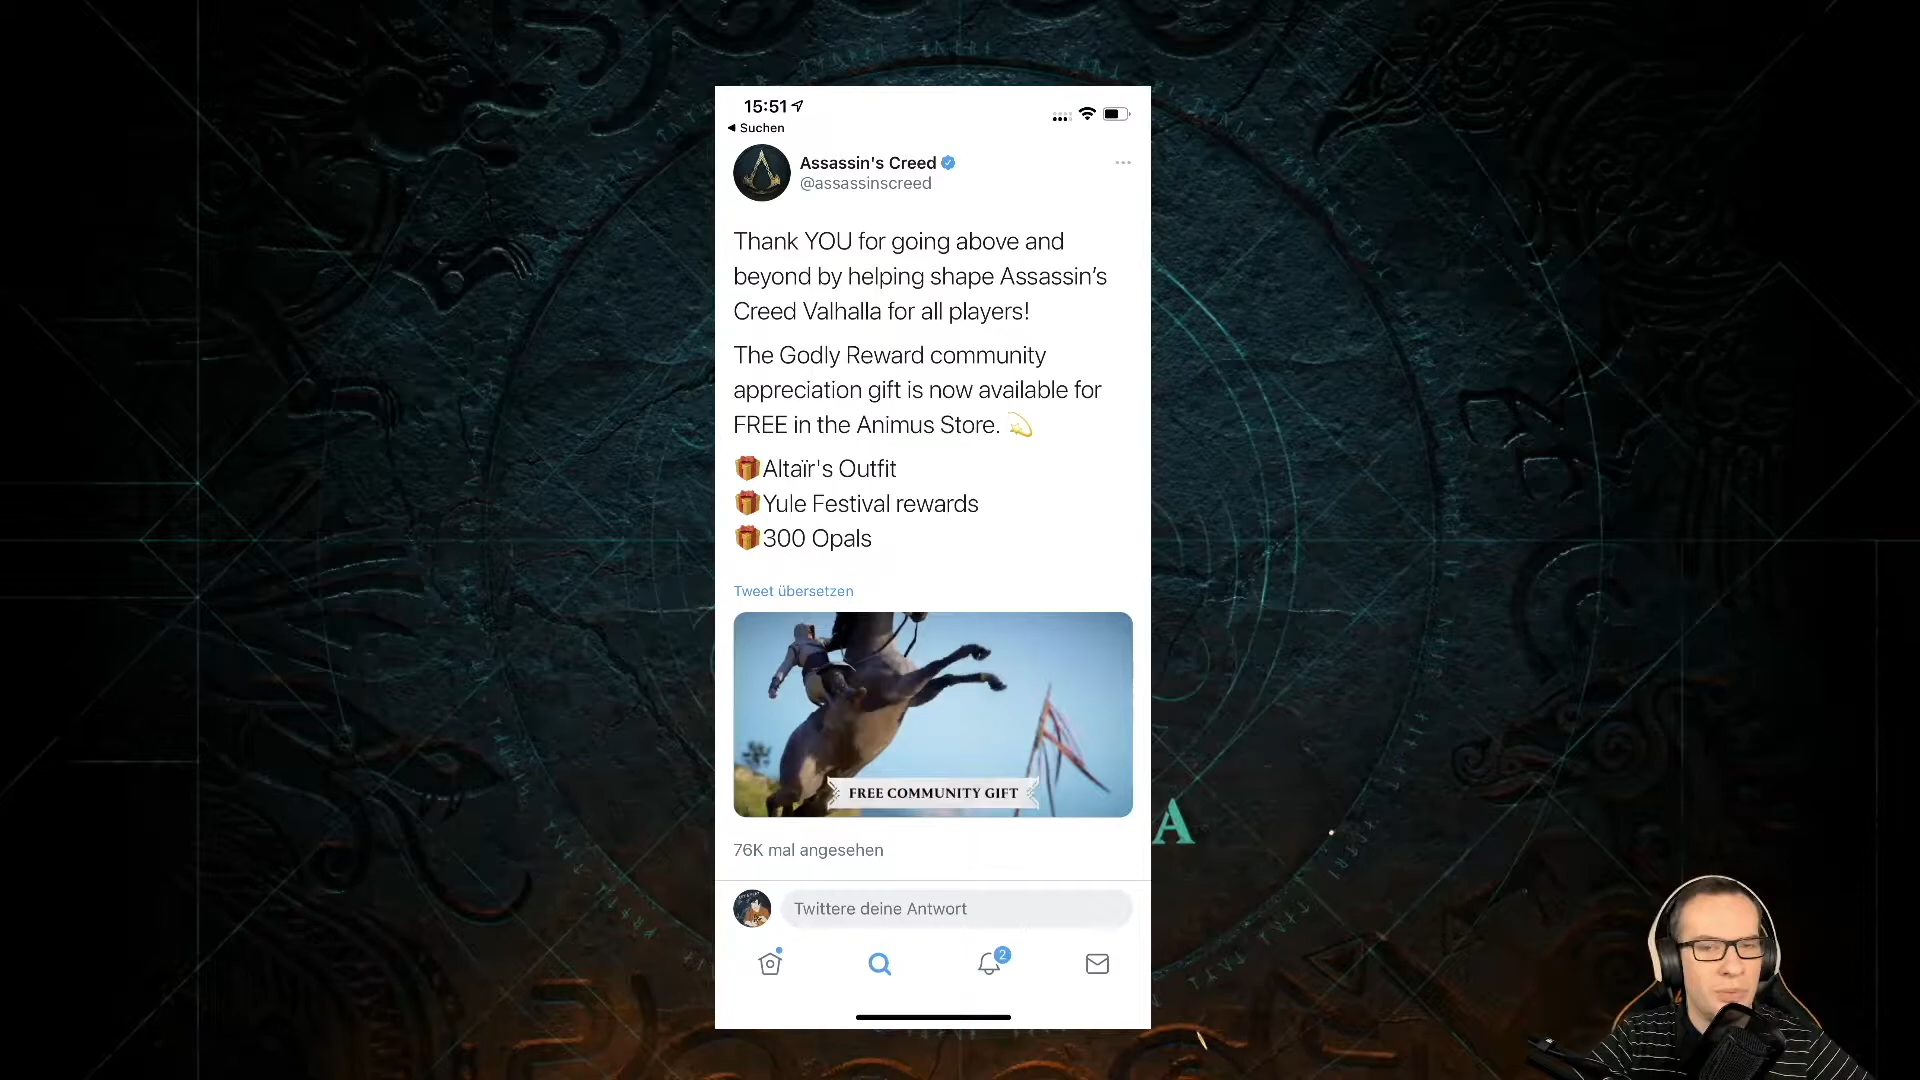 15:51
◀ Suchen
Assassin's Creed
@assassinscreed
Thank YOU for going above and
beyond by helping shape Assassin’s
Creed Valhalla for all players!
The Godly Reward community
appreciation gift is now available for
FREE in the Animus Store. 💫
🎁Altaïr's Outfit
🎁Yule Festival rewards
🎁300 Opals
Tweet übersetzen
FREE COMMUNITY GIFT
76K mal angesehen
A
Twittere deine Antwort
2